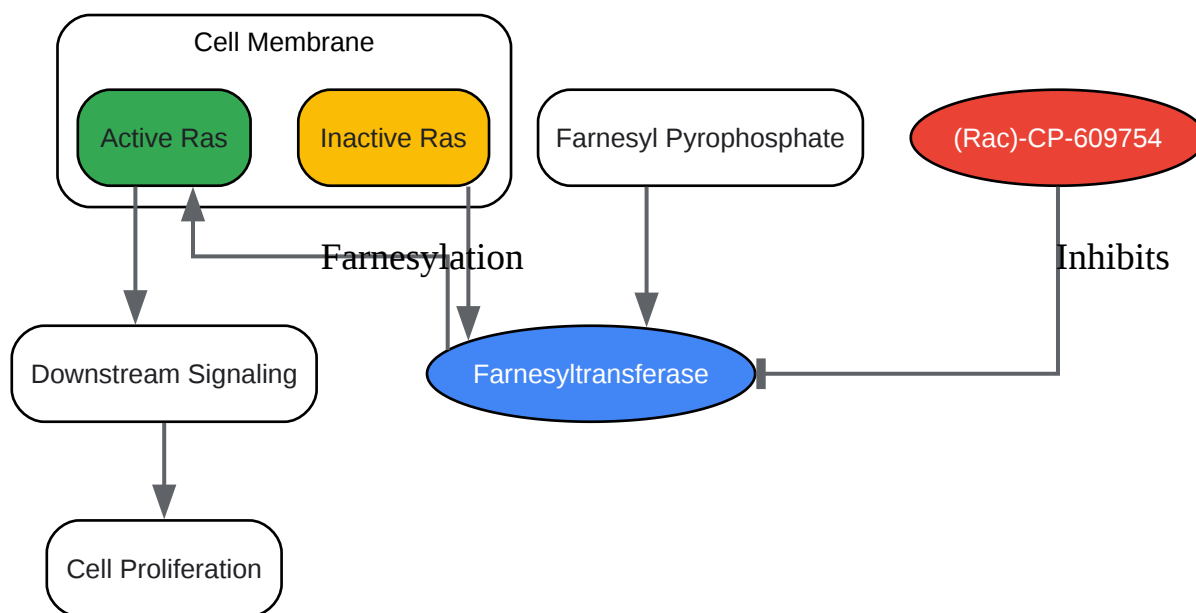 Cell Membrane
Active Ras
Inactive Ras
Farnesyl Pyrophosphate
(Rac)-CP-609754
Farnesylation
Inhibits
Downstream Signaling
Farnesyltransferase
Cell Proliferation